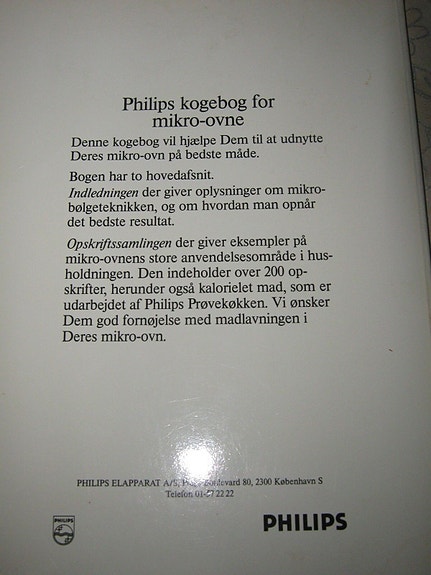 Philips kogebog for
mikro-ovne
Denne kogebog vil hjælpe Dem til at udnytte
Deres mikro-ovn på bedste måde.
Bogen har to hovedafsnit.
Indledningen der giver oplysninger om mikro-
bølgeteknikken, og om hvordan man opnår
det bedste resultat.
Opskriftssamlingen der giver eksempler på
mikro-ovnens store anvendelsesområde i hus-
holdningen. Den indeholder over 200 op-
skrifter, herunder også kalorielet mad, som er
udarbejdet af Philips Prøvekøkken. Vi ønsker
Dem god fornøjelse med madlavningen i
Deres mikro-ovn.
PHILIPS ELAPPARAT A/S, 80, 2300 København S
Telefon 22 22
PHILIPS
PHILIPS